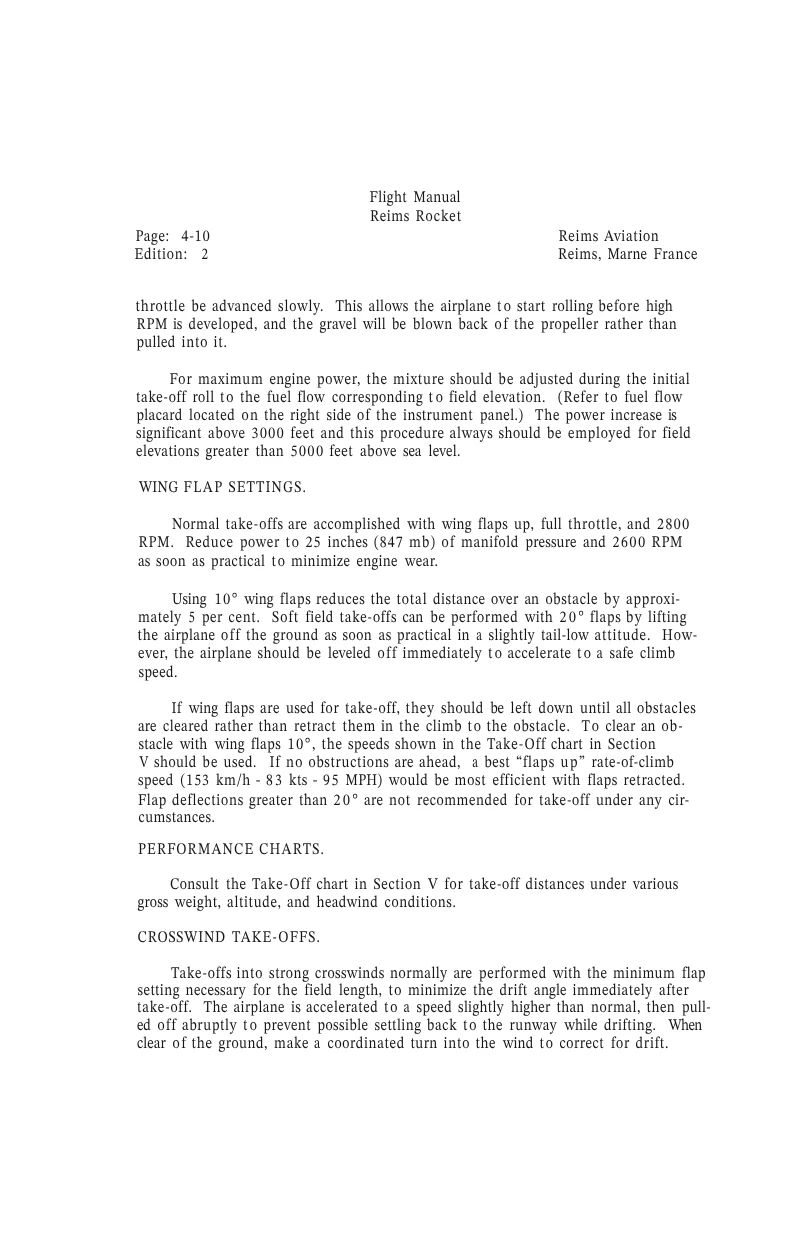 Flight Manual
Reims Rocket
Page: 4-10
Reims Aviation
Edition: 2
Reims, Marne France
throttle be advanced slowly. This allows the airplane to start rolling before high
RPM is developed, and the gravel will be blown back of the propeller rather than
pulled into it.
For maximum engine power, the mixture should be adjusted during the initial
take-off roll to the fuel flow corresponding to field elevation. (Refer to fuel flow
placard located on the right side of the instrument panel.) The power increase is
significant above 3000 feet and this procedure always should be employed for field
elevations greater than 5000 feet above sea level.
WING FLAP SETTINGS.
Normal take-offs are accomplished with wing flaps up, full throttle, and 2800
RPM. Reduce power to 25 inches (847 mb) of manifold pressure and 2600 RPM
as soon as practical to minimize engine wear.
Using 10° wing flaps reduces the total distance over an obstacle by approxi-
mately 5 per cent. Soft field take-offs can be performed with 20° flaps by lifting
the airplane off the ground as soon as practical in a slightly tail-low attitude. How-
ever, the airplane should be leveled off immediately to accelerate to a safe climb
speed.
If wing flaps are used for take-off, they should be left down until all obstacles
are cleared rather than retract them in the climb to the obstacle. To clear an ob-
stacle with wing flaps 10°, the speeds shown in the Take-Off chart in Section
V should be used. If no obstructions are ahead, a best “flaps up” rate-of-climb
speed (153 km/h - 83 kts - 95 MPH) would be most efficient with flaps retracted.
Flap deflections greater than 20° are not recommended for take-off under any cir-
cumstances.
PERFORMANCE CHARTS.
Consult the Take-Off chart in Section V for take-off distances under various
gross weight, altitude, and headwind conditions.
CROSSWIND TAKE-OFFS.
Take-offs into strong crosswinds normally are performed with the minimum flap
setting necessary for the field length, to minimize the drift angle immediately after
take-off. The airplane is accelerated to a speed slightly higher than normal, then pull-
ed off abruptly to prevent possible settling back to the runway while drifting. When
clear of the ground, make a coordinated turn into the wind to correct for drift.